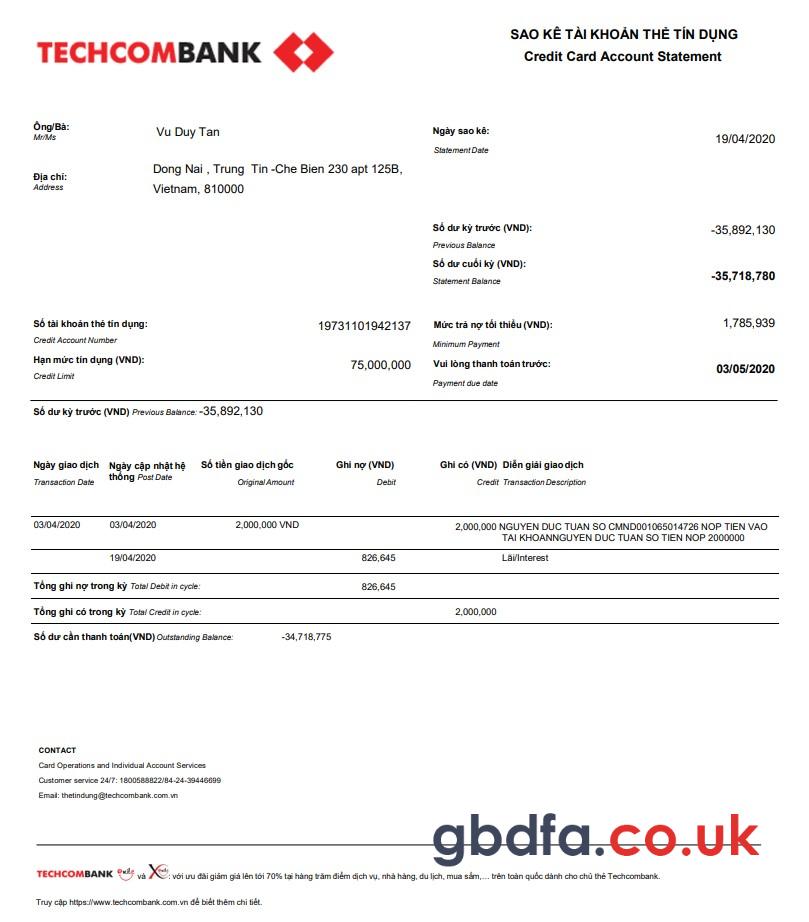 TECHCOMBANK
SAO KÊ TÀI KHOẢN THẺ TÍN DỤNG
Credit Card Account Statement
Ông/Bà:
Mr/Ms
Vu Duy Tan
Ngày sao kê:
Statement Date
19/04/2020
Địa chỉ:
Address
Dong Nai , Trung Tin -Che Bien 230 apt 125B,
Vietnam, 810000
Số dư kỳ trước (VND):
Previous Balance
-35,892,130
Số dư cuối kỳ (VND):
Statement Balance
-35,718,780
Số tài khoản thẻ tín dụng:
Credit Account Number
19731101942137
Mức trả nợ tối thiểu (VND):
Minimum Payment
1,785,939
Hạn mức tín dụng (VND):
Credit Limit
75,000,000
Vui lòng thanh toán trước:
Payment due date
03/05/2020
Số dư kỳ trước (VND) Previous Balance: -35,892,130
Ngày giao dịch Ngày cập nhật hệ Số tiền giao dịch gốc Ghi nợ (VND) Ghi có (VND) Diễn giải giao dịch
Transaction Date thống Post Date Original Amount Debit Credit Transaction Description
03/04/2020 03/04/2020 2,000,000 VND 2,000,000 NGUYEN DUC TUAN SO CMND001065014726 NOP TIEN VAO
TAI KHOANNGUYEN DUC TUAN SO TIEN NOP 2000000
19/04/2020 826,645 Lãi/Interest
Tổng ghi nợ trong kỳ Total Debit in cycle: 826,645
Tổng ghi có trong kỳ Total Credit in cycle: 2,000,000
Số dư cần thanh toán(VND) Outstanding Balance: -34,718,775
CONTACT
Card Operations and Individual Account Services
Customer service 24/7: 1800588822/84-24-39446699
Email: thetindung@techcombank.com.vn
gbdfa.co.uk
TECHCOMBANK và : với ưu đãi giảm giá lên tới 70% tại hàng trăm điểm dịch vụ, nhà hàng, du lịch, mua sắm,... trên toàn quốc dành cho chủ thẻ Techcombank.
Truy cập https://www.techcombank.com.vn để biết thêm chi tiết.